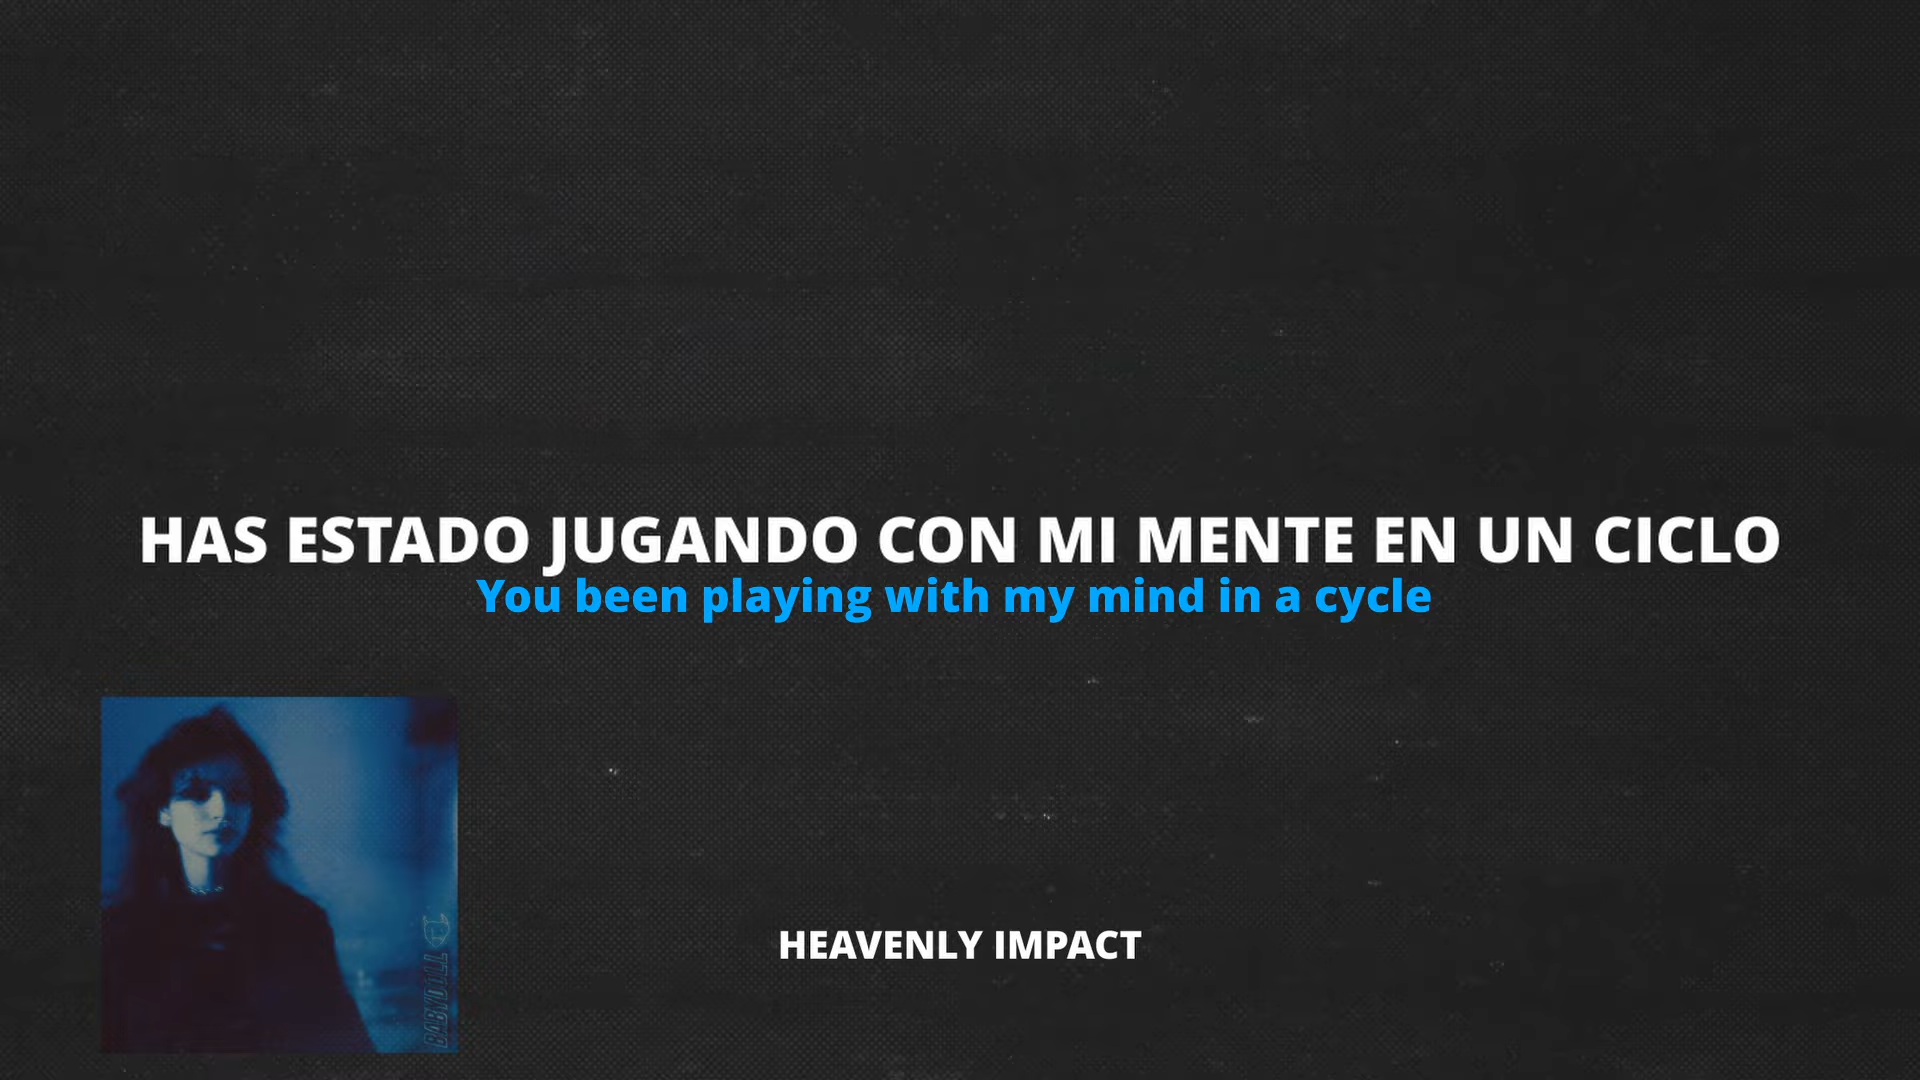 HAS ESTADO JUGANDO CON MI MENTE EN UN CICLO
You been playing with my mind in a cycle
BABYDOLL
HEAVENLY IMPACT